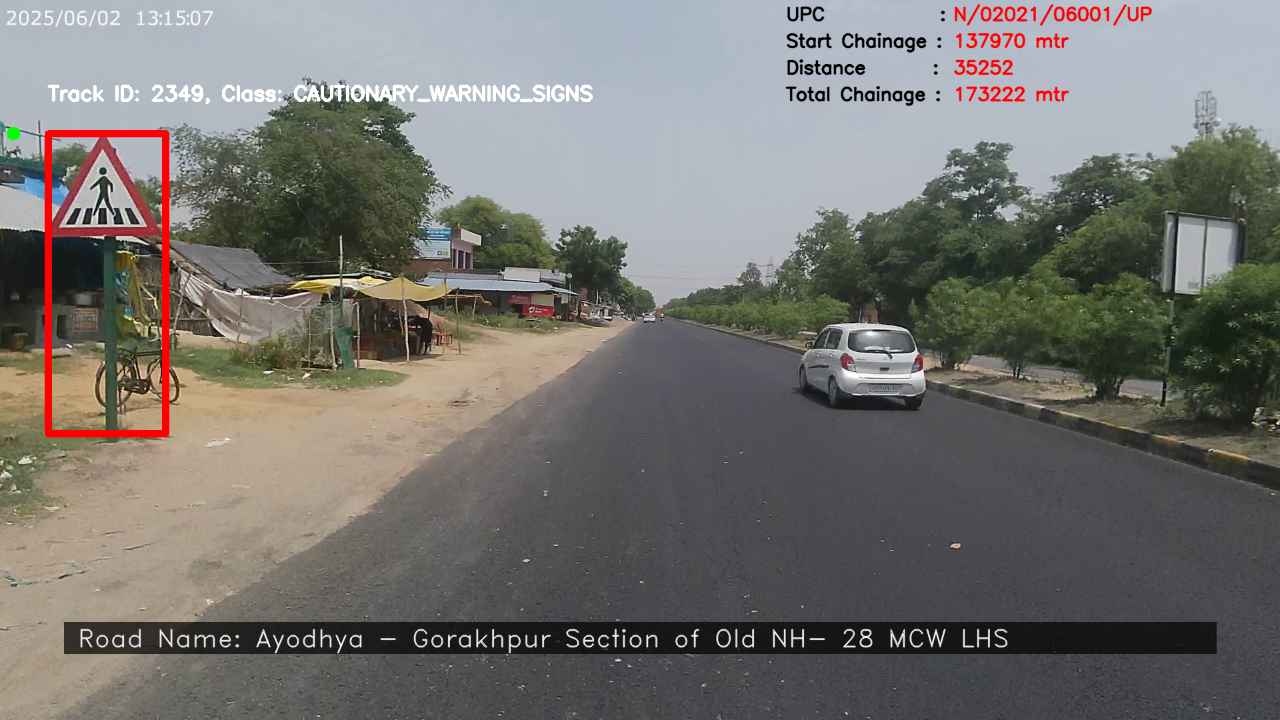 2025/06/02 13:15:07
UPC : N/02021/06001/UP
Start Chainage : 137970 mtr
Distance : 35252
Total Chainage : 173222 mtr
Track ID: 2349, Class: CAUTIONARY_WARNING_SIGNS
Road Name: Ayodhya - Gorakhpur Section of Old NH- 28 MCW LHS